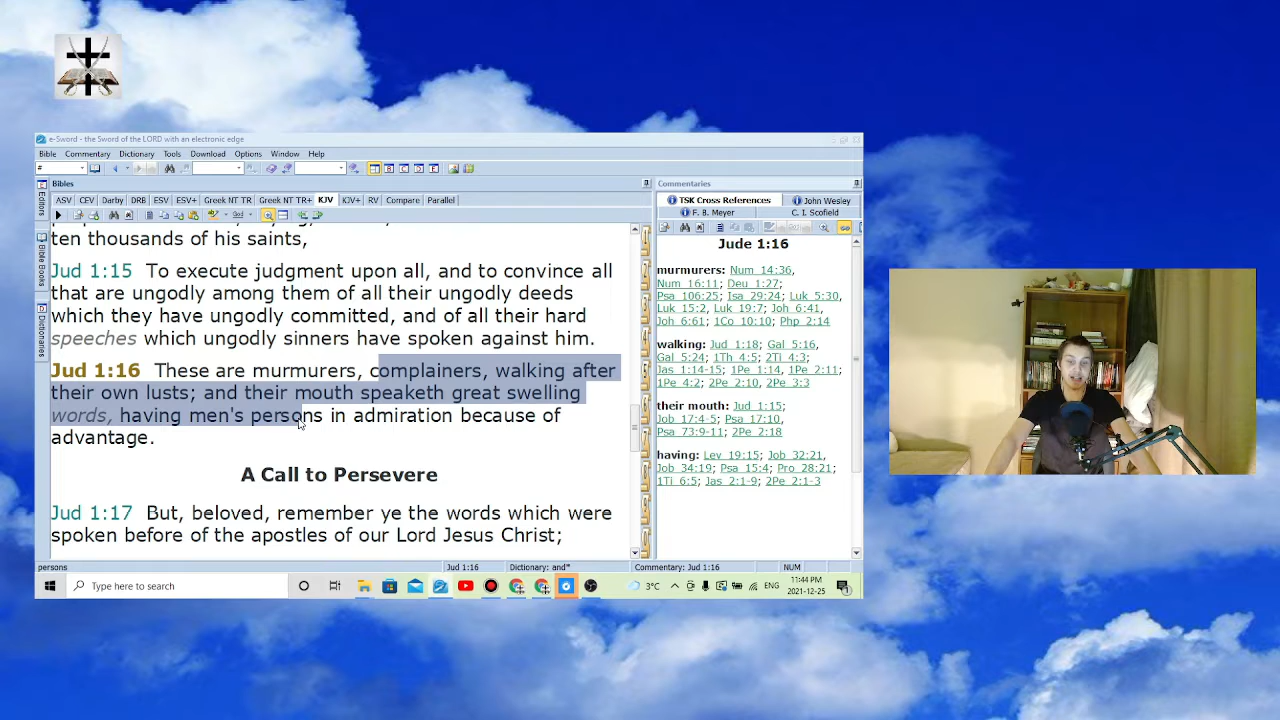 e-Sword - the Sword of the LORD with an electronic edge
Bible Commentary Dictionary Tools Download Options Window Help
#
Bibles
ASV CEV Darby DRB ESV ESV+ Greek NT TR Greek NT TR+ KJV KJV+ RV Compare Parallel
Editors
Bible Books
Dictionaries
ten thousands of his saints,
Jud 1:15 To execute judgment upon all, and to convince all
that are ungodly among them of all their ungodly deeds
which they have ungodly committed, and of all their hard
speeches which ungodly sinners have spoken against him.
Jud 1:16 These are murmurers, complainers, walking after
their own lusts; and their mouth speaketh great swelling
words, having men's persons in admiration because of
advantage.
A Call to Persevere
Jud 1:17 But, beloved, remember ye the words which were
spoken before of the apostles of our Lord Jesus Christ;
Commentaries
TSK Cross References John Wesley
F. B. Meyer C. I. Scofield
Jude 1:16
murmurers: Num 14:36,
Num 16:11; Deu 1:27;
Psa 106:25; Isa 29:24; Luk 5:30,
Luk 15:2, Luk 19:7; Joh 6:41,
Joh 6:61; 1Co 10:10; Php 2:14
walking: Jud 1:18; Gal 5:16,
Gal 5:24; 1Th 4:5; 2Ti 4:3;
Jas 1:14-15; 1Pe 1:14, 1Pe 2:11;
1Pe 4:2; 2Pe 2:10, 2Pe 3:3
their mouth: Jud 1:15;
Job 17:4-5; Psa 17:10,
Psa 73:9-11; 2Pe 2:18
having: Lev 19:15; Job 32:21,
Job 34:19; Psa 15:4; Pro 28:21;
1Ti 6:5; Jas 2:1-9; 2Pe 2:1-3
persons Jud 1:16 Dictionary: and* Commentary: Jud 1:16 NUM
Type here to search
3°C ENG 11:44 PM
2021-12-25